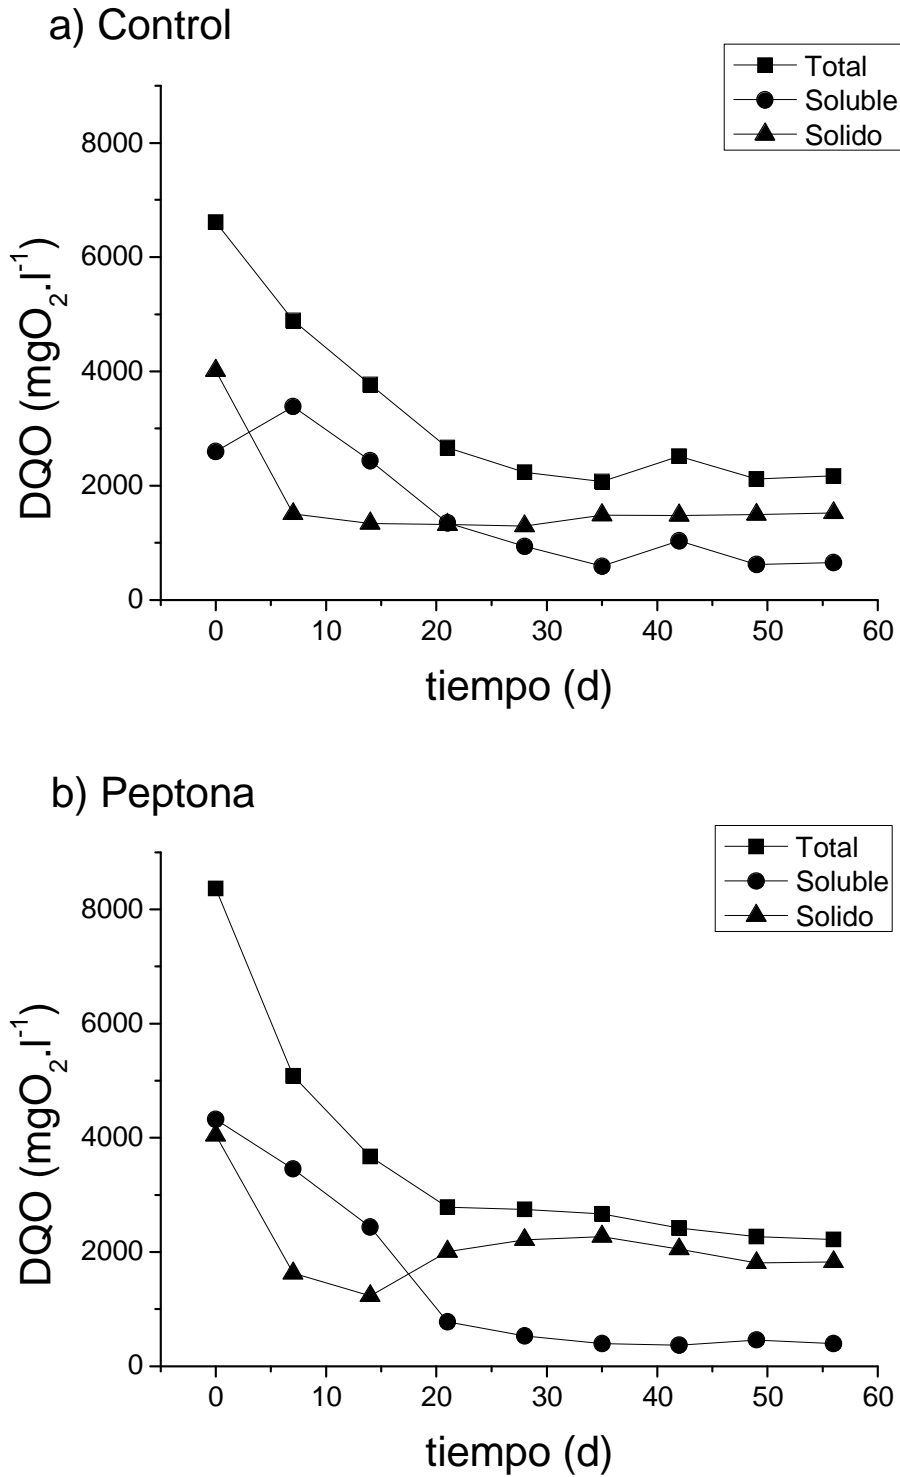 a) Control
Total
Soluble
Solido
8000
6000
4000
2000
0
DQO (mgO2.l-1)
0 10 20 30 40 50 60
tiempo (d)
b) Peptona
Total
Soluble
Solido
8000
6000
4000
2000
0
DQO (mgO2.l-1)
0 10 20 30 40 50 60
tiempo (d)